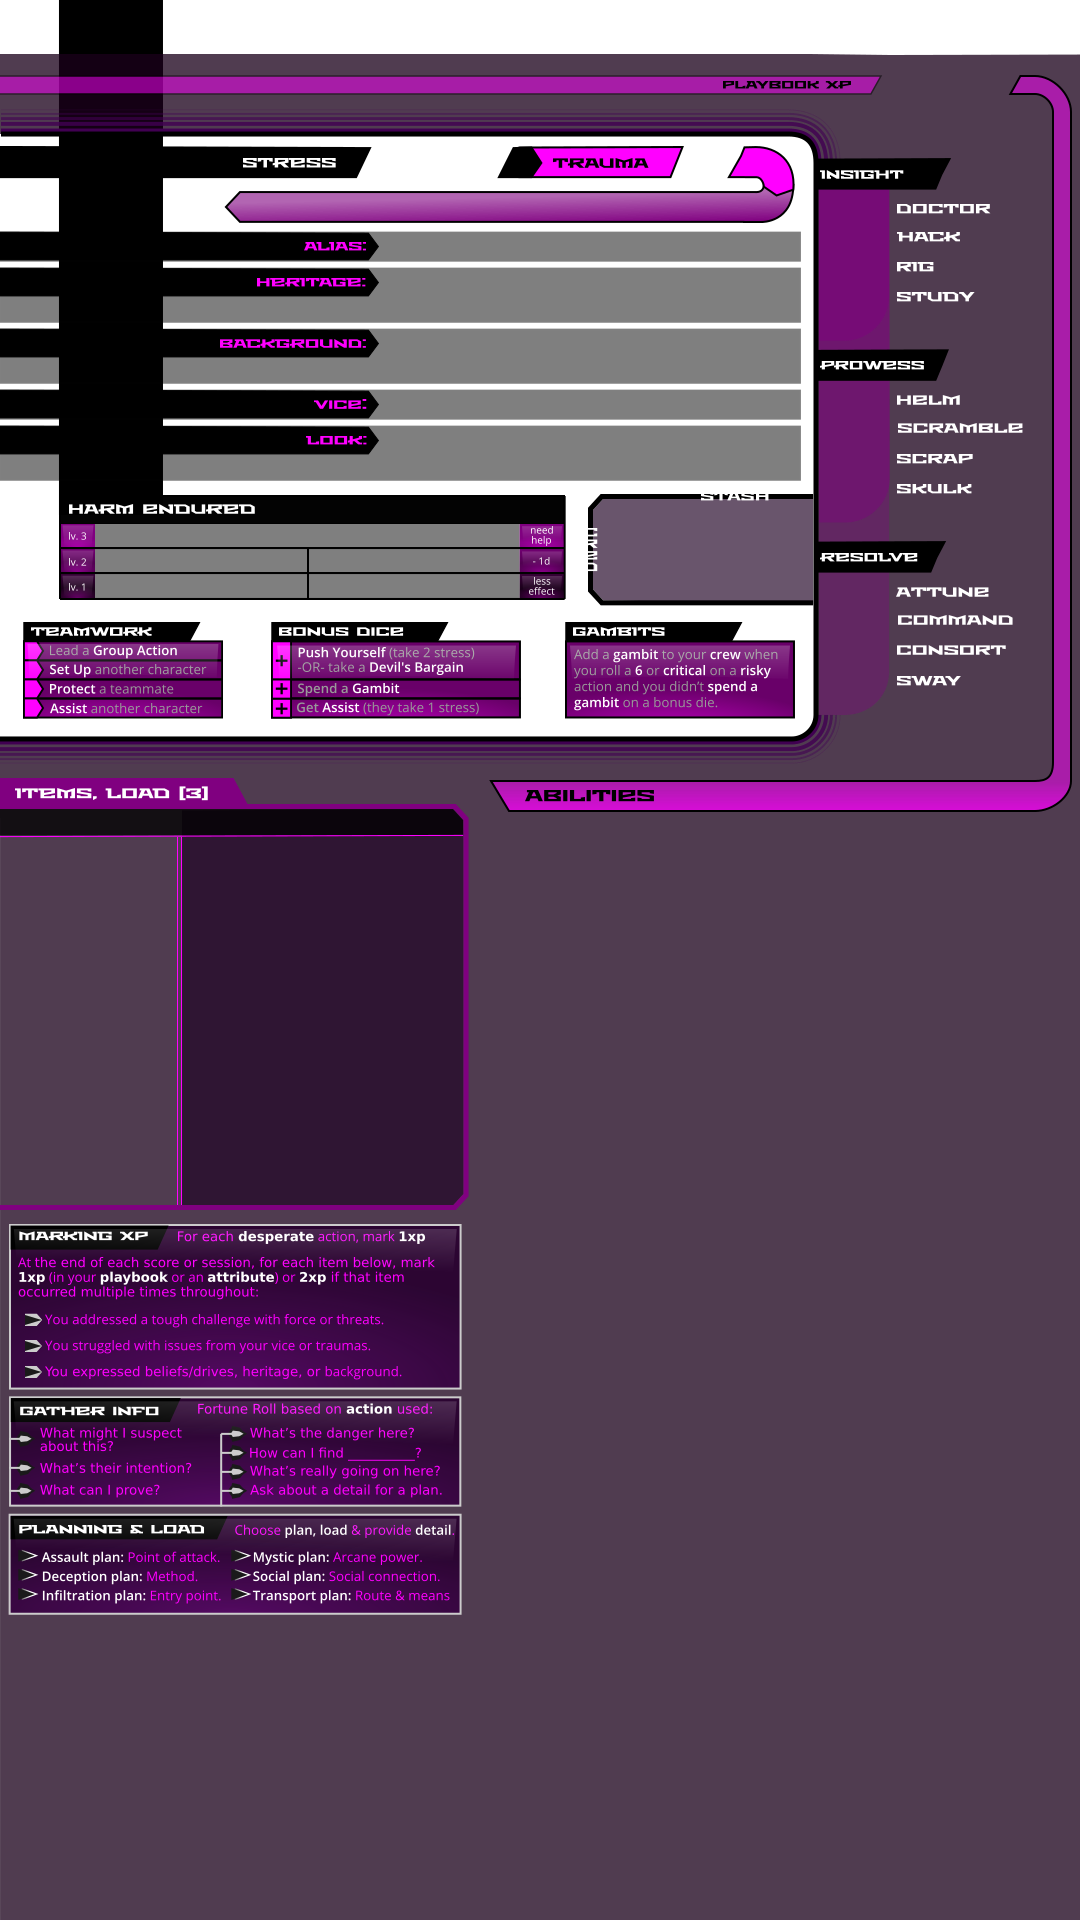 PLAYBOOK XP
STRESS
TRAUMA
INSIGHT
DOCTOR
HACK
RIG
STUDY
ALIAS:
HERITAGE:
BACKGROUND:
VICE:
LOOK:
PROWESS
HELM
SCRAMBLE
SCRAP
SKULK
HARM ENDURED
lv. 3
need
help
lv. 2
- 1d
lv. 1
less
effect
STASH
RESOLVE
ATTUNE
COMMAND
CONSORT
SWAY
TEAMWORK
Lead a Group Action
Set Up another character
Protect a teammate
Assist another character
BONUS DICE
+ Push Yourself (take 2 stress)
-OR- take a Devil's Bargain
+ Spend a Gambit
+ Get Assist (they take 1 stress)
GAMBITS
Add a gambit to your crew when
you roll a 6 or critical on a risky
action and you didn't spend a
gambit on a bonus die.
ITEMS, LOAD [3]
ABILITIES
MARKING XP
For each desperate action, mark 1xp
At the end of each score or session, for each item below, mark
1xp (in your playbook or an attribute) or 2xp if that item
occurred multiple times throughout:
You addressed a tough challenge with force or threats.
You struggled with issues from your vice or traumas.
You expressed beliefs/drives, heritage, or background.
GATHER INFO
Fortune Roll based on action used:
What might I suspect
about this?
What's their intention?
What can I prove?
What's the danger here?
How can I find __________?
What's really going on here?
Ask about a detail for a plan.
PLANNING & LOAD
Choose plan, load & provide detail.
Assault plan: Point of attack.
Deception plan: Method.
Infiltration plan: Entry point.
Mystic plan: Arcane power.
Social plan: Social connection.
Transport plan: Route & means